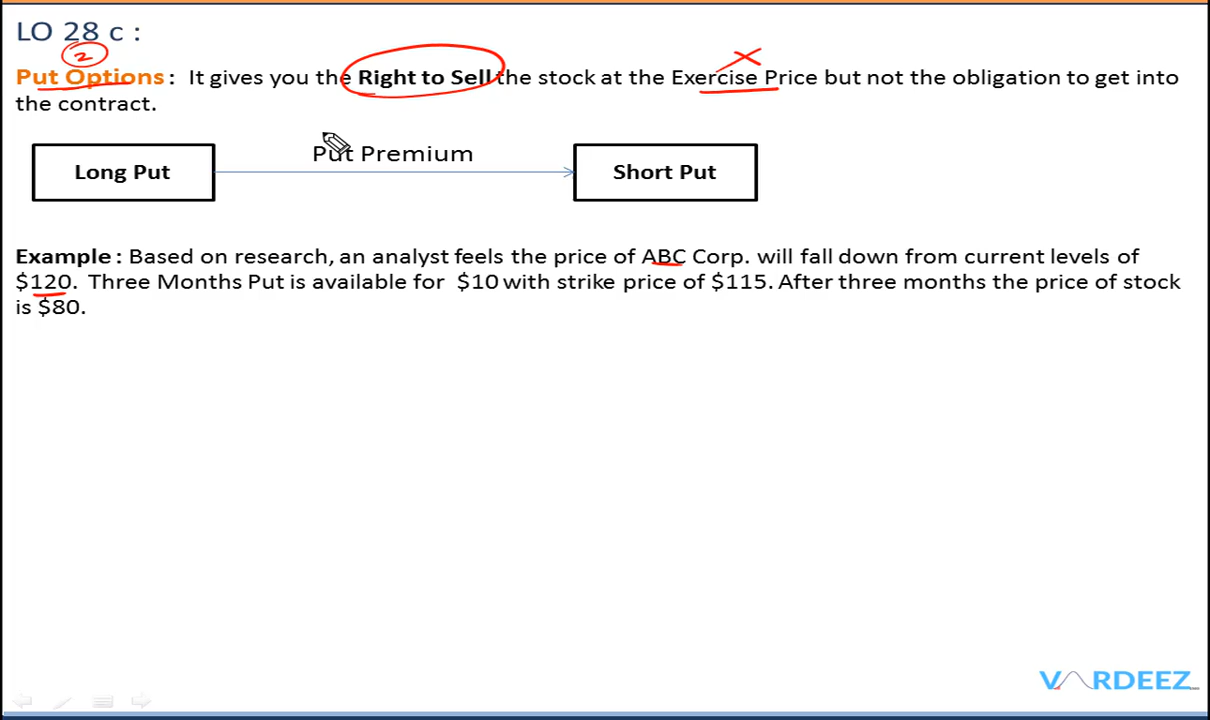 LO 28 c :
2
X
Put Options : It gives you the Right to Sell the stock at the Exercise Price but not the obligation to get into
the contract.
Put Premium
Long Put
Short Put
Example : Based on research, an analyst feels the price of ABC Corp. will fall down from current levels of
$120. Three Months Put is available for $10 with strike price of $115. After three months the price of stock
is $80.
VARDEEZ